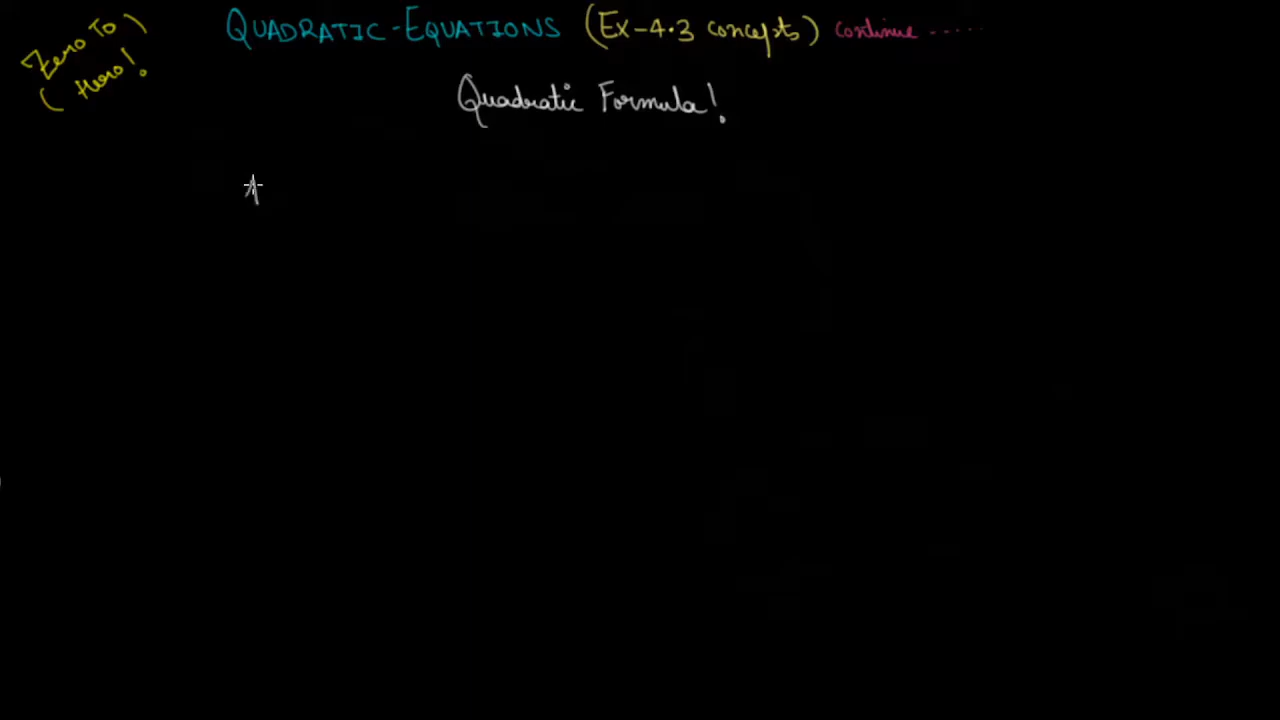 Zero To
(Hero!)
QUADRATIC-EQUATIONS (Ex-4.3 concepts) continue ......
Quadratic Formula!
A